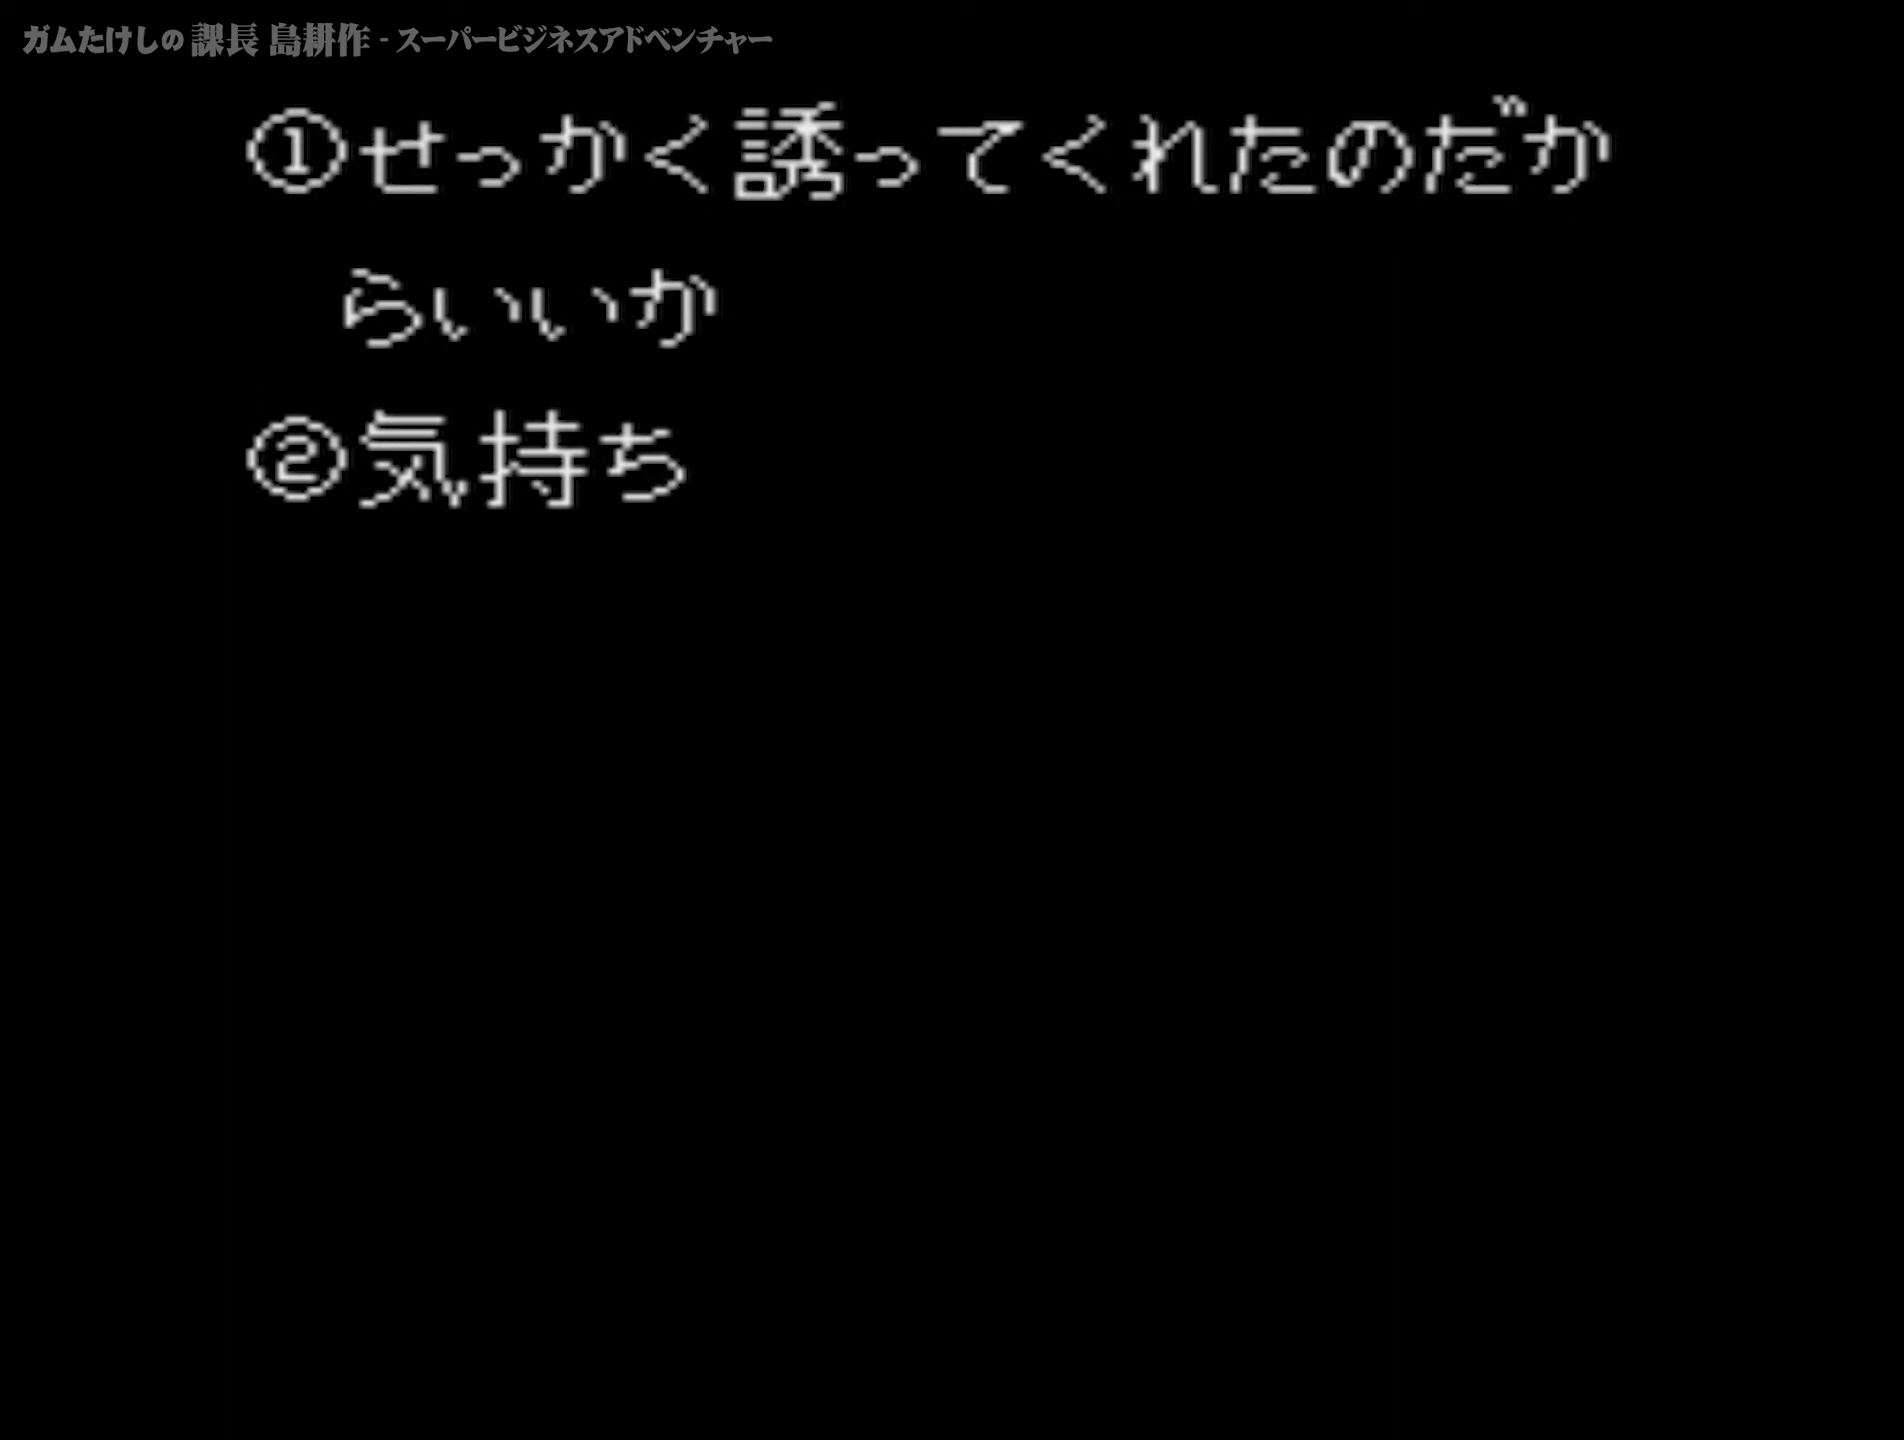 ガムたけしの 課長 島耕作 - スーパービジネスアドベンチャー
①せっかく誘ってくれたのだか
らいいか
②気持ち